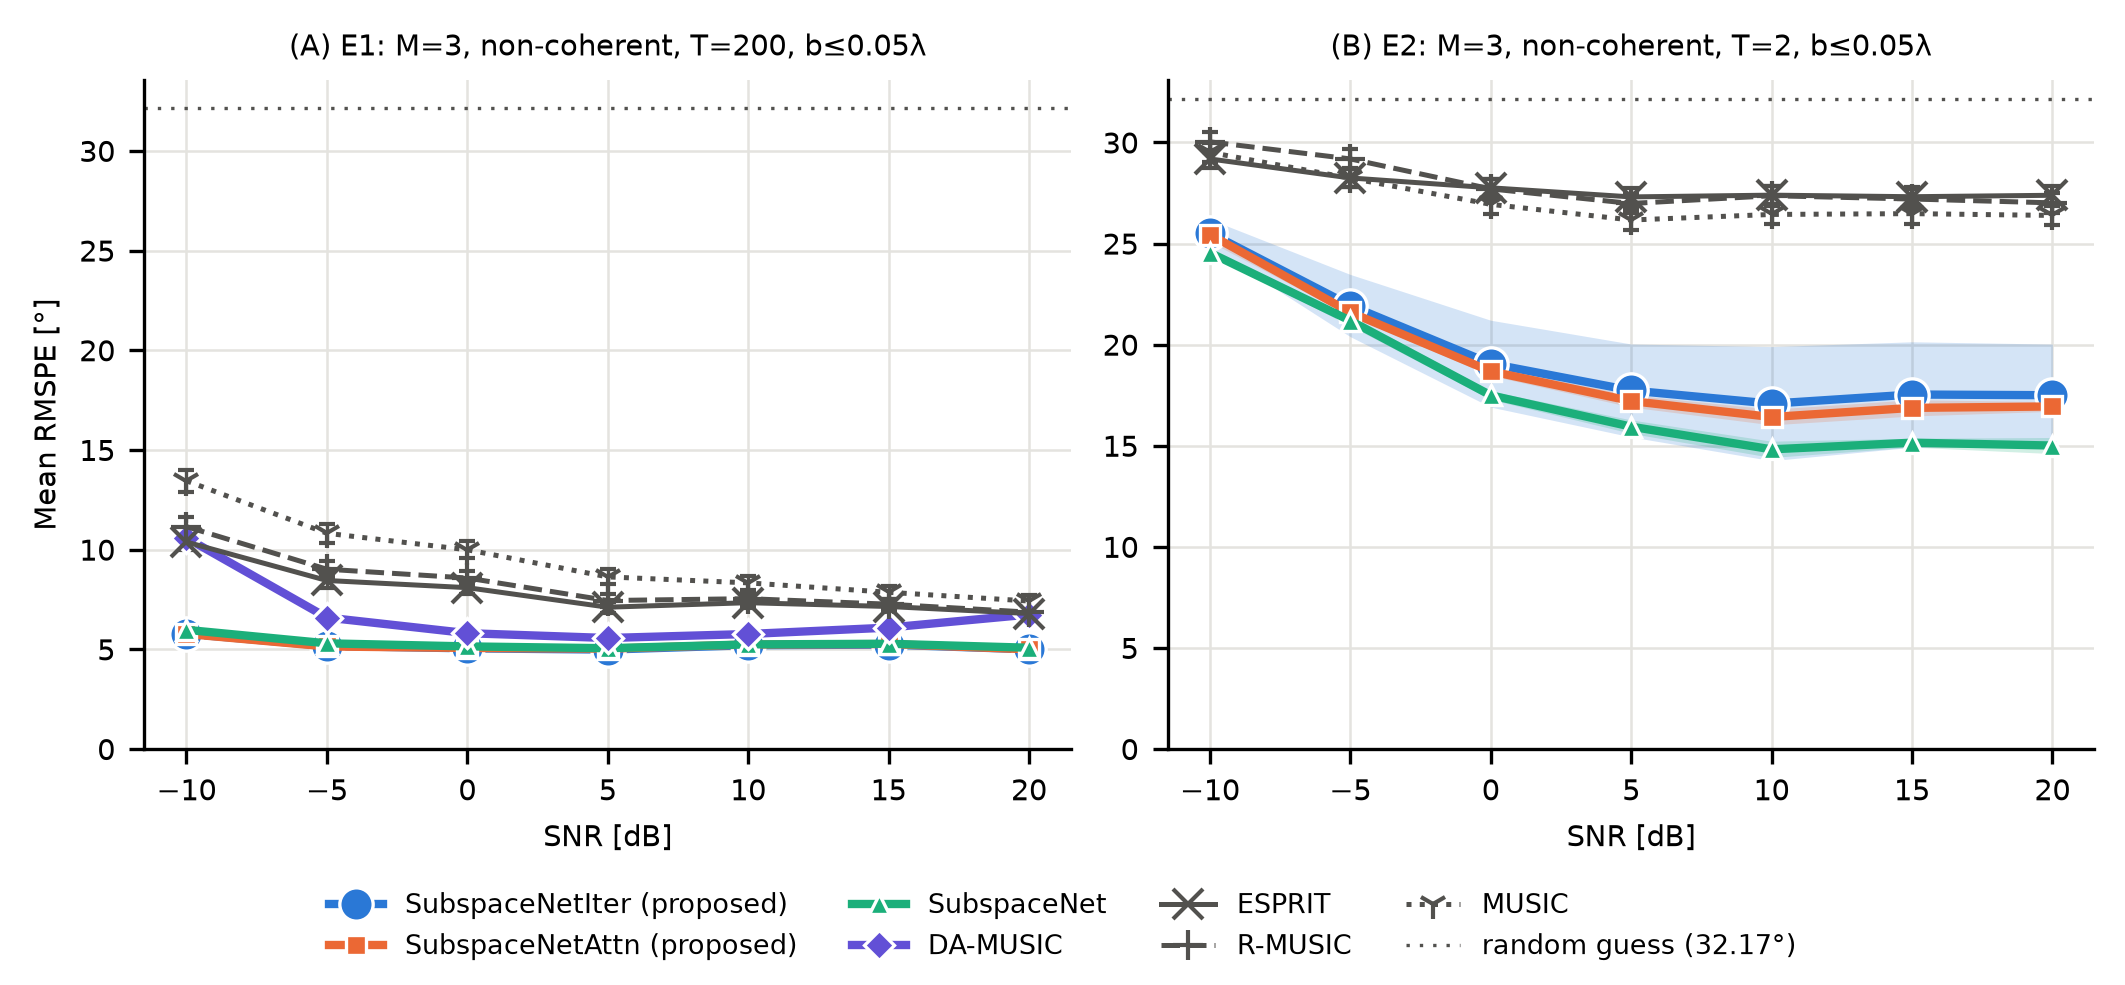 (A) E1: M=3, non-coherent, T=200, b≤0.05λ
(B) E2: M=3, non-coherent, T=2, b≤0.05λ
Mean RMSPE [°]
30
25
20
15
10
5
0
−10 −5 0 5 10 15 20
SNR [dB]
30
25
20
15
10
5
0
−10 −5 0 5 10 15 20
SNR [dB]
SubspaceNetIter (proposed)
SubspaceNetAttn (proposed)
SubspaceNet
DA-MUSIC
ESPRIT
R-MUSIC
MUSIC
random guess (32.17°)